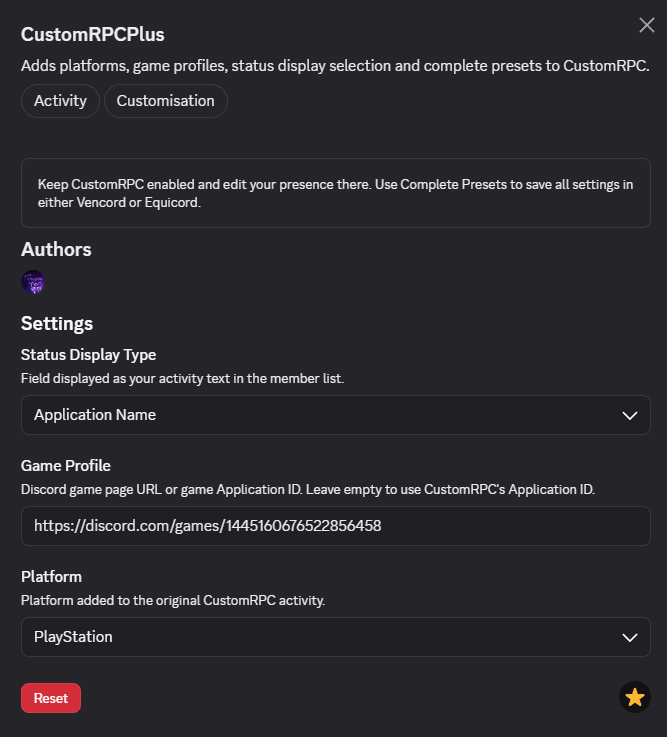 CustomRPCPlus
Adds platforms, game profiles, status display selection and complete presets to CustomRPC.
Activity
Customisation
Keep CustomRPC enabled and edit your presence there. Use Complete Presets to save all settings in
either Vencord or Equicord.
Authors
Settings
Status Display Type
Field displayed as your activity text in the member list.
Application Name
Game Profile
Discord game page URL or game Application ID. Leave empty to use CustomRPC's Application ID.
https://discord.com/games/1445160676522856458
Platform
Platform added to the original CustomRPC activity.
PlayStation
Reset